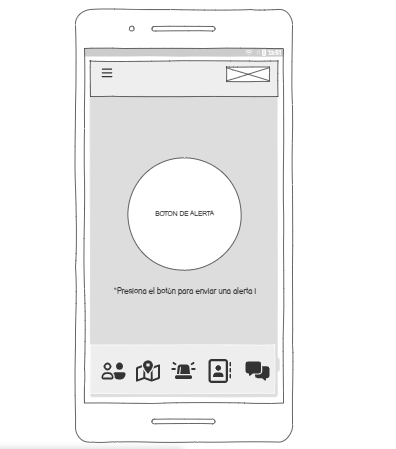 BOTON DE ALERTA
"Presiona el botón para enviar una alerta !